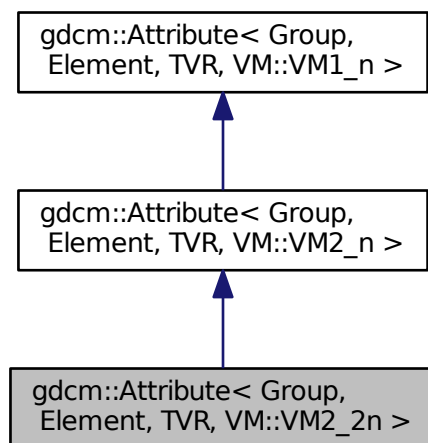 gdcm::Attribute< Group,
Element, TVR, VM::VM1_n >
gdcm::Attribute< Group,
Element, TVR, VM::VM2_n >
gdcm::Attribute< Group,
Element, TVR, VM::VM2_2n >